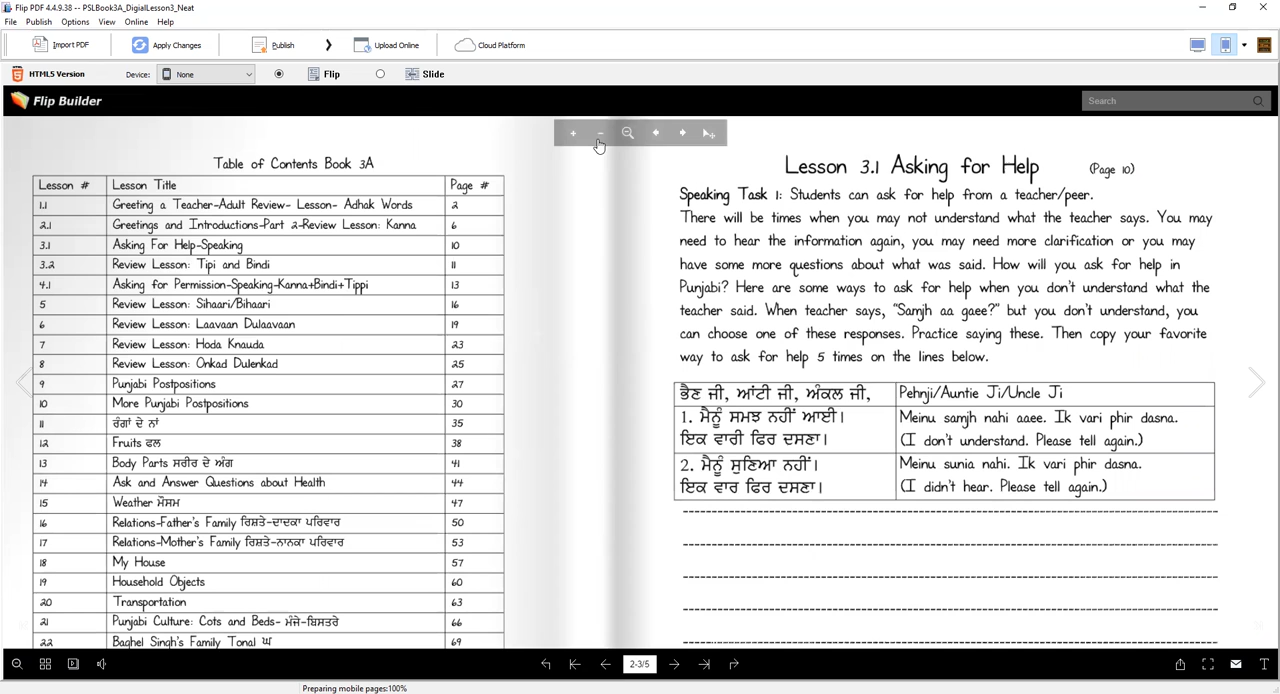 Flip PDF 4.4.9.38 -- PSLBook3A_DigialLesson3_Neat
File Publish Options View Online Help
Import PDF Apply Changes Publish Upload Online Cloud Platform
HTML5 Version Device: None Flip Slide
Flip Builder Search
Table of Contents Book 3A
Lesson # Lesson Title Page #
1.1 Greeting a Teacher-Adult Review- Lesson- Adhak Words 2
2.1 Greetings and Introductions-Part 2-Review Lesson: Kanna 6
3.1 Asking For Help-Speaking 10
3.2 Review Lesson: Tipi and Bindi 11
4.1 Asking for Permission-Speaking-Kanna+Bindi+Tippi 13
5 Review Lesson: Sihaari/Bihaari 16
6 Review Lesson: Laavaan Dulaavaan 19
7 Review Lesson: Hoda Knauda 23
8 Review Lesson: Onkad Dulenkad 25
9 Punjabi Postpositions 27
10 More Punjabi Postpositions 30
11 ਰੰਗਾਂ ਦੇ ਨਾਂ 35
12 Fruits ਫਲ 38
13 Body Parts ਸਰੀਰ ਦੇ ਅੰਗ 41
14 Ask and Answer Questions about Health 44
15 Weather ਮੌਸਮ 47
16 Relations-Father's Family ਰਿਸ਼ਤੇ-ਦਾਦਕਾ ਪਰਿਵਾਰ 50
17 Relations-Mother's Family ਰਿਸ਼ਤੇ-ਨਾਨਕਾ ਪਰਿਵਾਰ 53
18 My House 57
19 Household Objects 60
20 Transportation 63
21 Punjabi Culture: Cots and Beds- ਮੰਜੇ-ਬਿਸਤਰੇ 66
22 Baghel Singh's Family Tonal ਘ 69
Lesson 3.1 Asking for Help (Page 10)
Speaking Task 1: Students can ask for help from a teacher/peer.
There will be times when you may not understand what the teacher says. You may
need to hear the information again, you may need more clarification or you may
have some more questions about what was said. How will you ask for help in
Punjabi? Here are some ways to ask for help when you don't understand what the
teacher said. When teacher says, "Samjh aa gaee?" but you don't understand, you
can choose one of these responses. Practice saying these. Then copy your favorite
way to ask for help 5 times on the lines below.
ਭੈਣ ਜੀ, ਆਂਟੀ ਜੀ, ਅੰਕਲ ਜੀ, Pehnji/Auntie Ji/Uncle Ji
1. ਮੈਨੂੰ ਸਮਝ ਨਹੀਂ ਆਈ। Meinu samjh nahi aaee. Ik vari phir dasna.
ਇਕ ਵਾਰੀ ਫਿਰ ਦਸਣਾ। (I don't understand. Please tell again.)
2. ਮੈਨੂੰ ਸੁਣਿਆ ਨਹੀਂ। Meinu sunia nahi. Ik vari phir dasna.
ਇਕ ਵਾਰ ਫਿਰ ਦਸਣਾ। (I didn't hear. Please tell again.)
2-3/5
Preparing mobile pages:100%